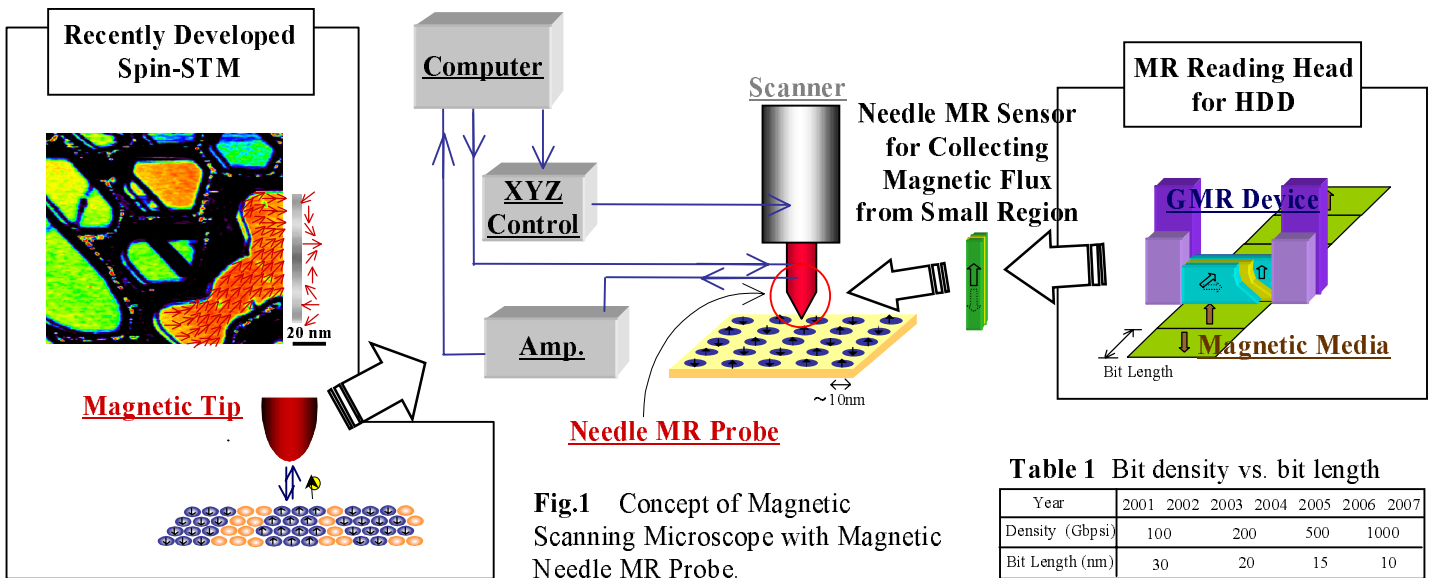 Recently Developed
Spin-STM
20 nm
Magnetic Tip
Computer
XYZ
Control
Amp.
Scanner
Needle MR Sensor
for Collecting
Magnetic Flux
from Small Region
~10nm
Needle MR Probe
MR Reading Head
for HDD
GMR Device
Magnetic Media
Bit Length
Fig.1 Concept of Magnetic
Scanning Microscope with Magnetic
Needle MR Probe.
Table 1 Bit density vs. bit length
Year 2001 2002 2003 2004 2005 2006 2007
Density (Gbpsi) 100 200 500 1000
Bit Length (nm) 30 20 15 10